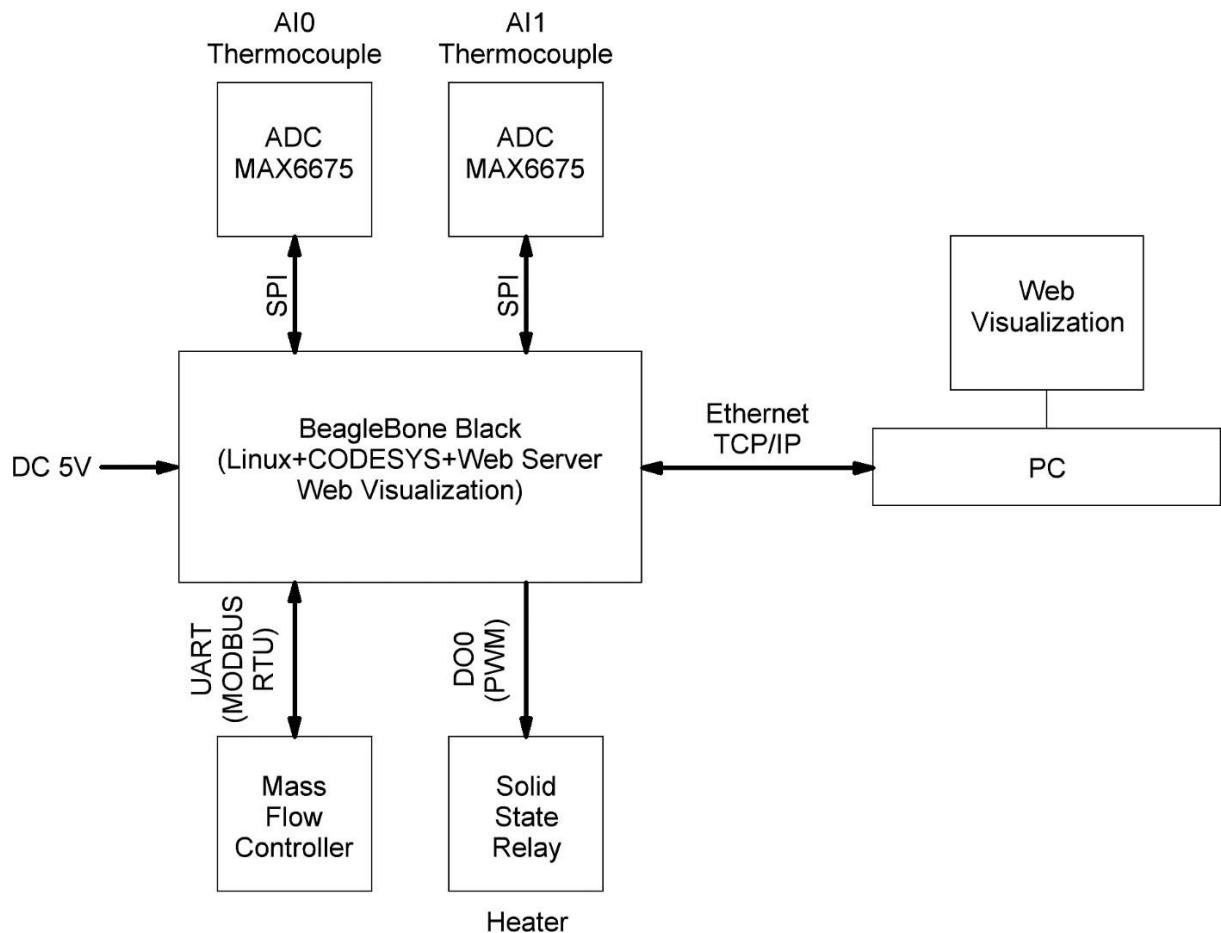 AI0
Thermocouple
AI1
Thermocouple
ADC
MAX6675
ADC
MAX6675
SPI
SPI
Web
Visualization
BeagleBone Black
(Linux+CODESYS+Web Server
Web Visualization)
Ethernet
TCP/IP
DC 5V
PC
UART
(MODBUS
RTU)
DO0
(PWM)
Mass
Flow
Controller
Solid
State
Relay
Heater